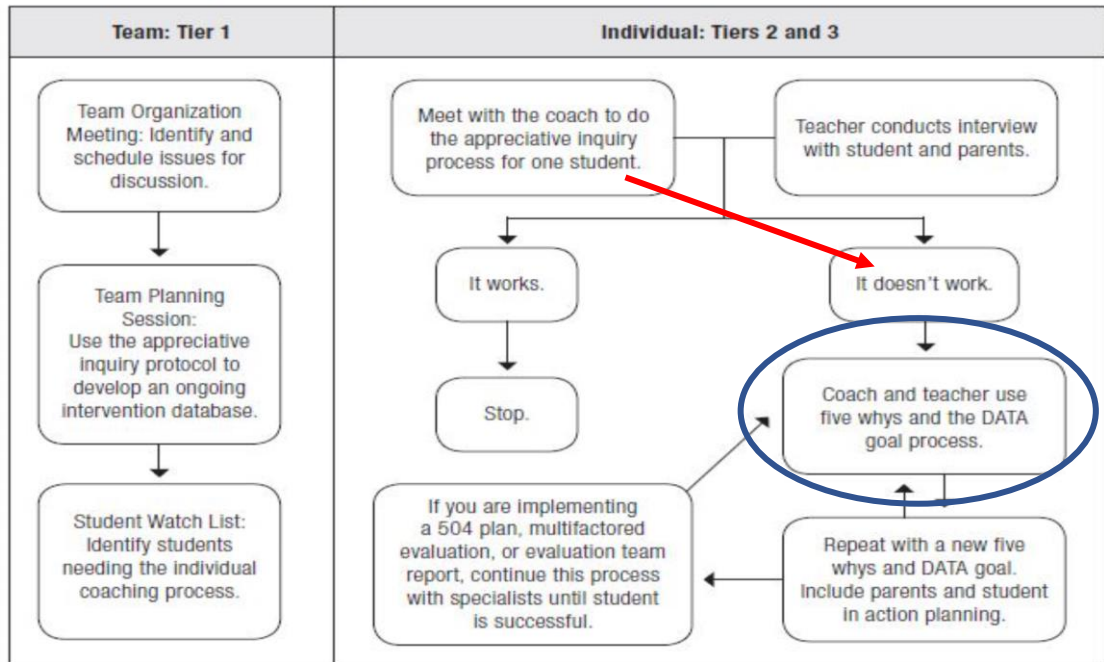 Team: Tier 1
Individual: Tiers 2 and 3
Team Organization
Meeting: Identify and
schedule issues for
discussion.
Team Planning
Session:
Use the appreciative
inquiry protocol to
develop an ongoing
intervention database.
Student Watch List:
Identify students
needing the individual
coaching process.
Meet with the coach to do
the appreciative inquiry
process for one student.
Teacher conducts interview
with student and parents.
It works.
It doesn't work.
Stop.
Coach and teacher use
five whys and the DATA
goal process.
If you are implementing
a 504 plan, multifactored
evaluation, or evaluation team
report, continue this process
with specialists until student
is successful.
Repeat with a new five
whys and DATA goal.
Include parents and student
in action planning.